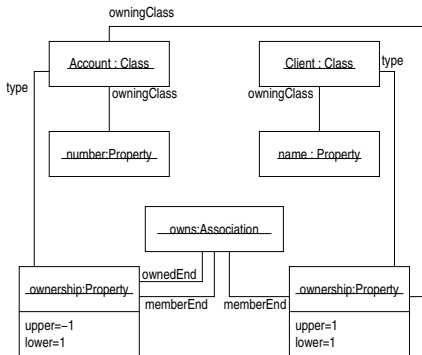 owningClass
Account : Class
Client : Class
type
type
owningClass
owningClass
number:Property
name : Property
owns:Association
ownedEnd
ownership:Property
ownership:Property
memberEnd
memberEnd
upper=−1
lower=1
upper=1
lower=1